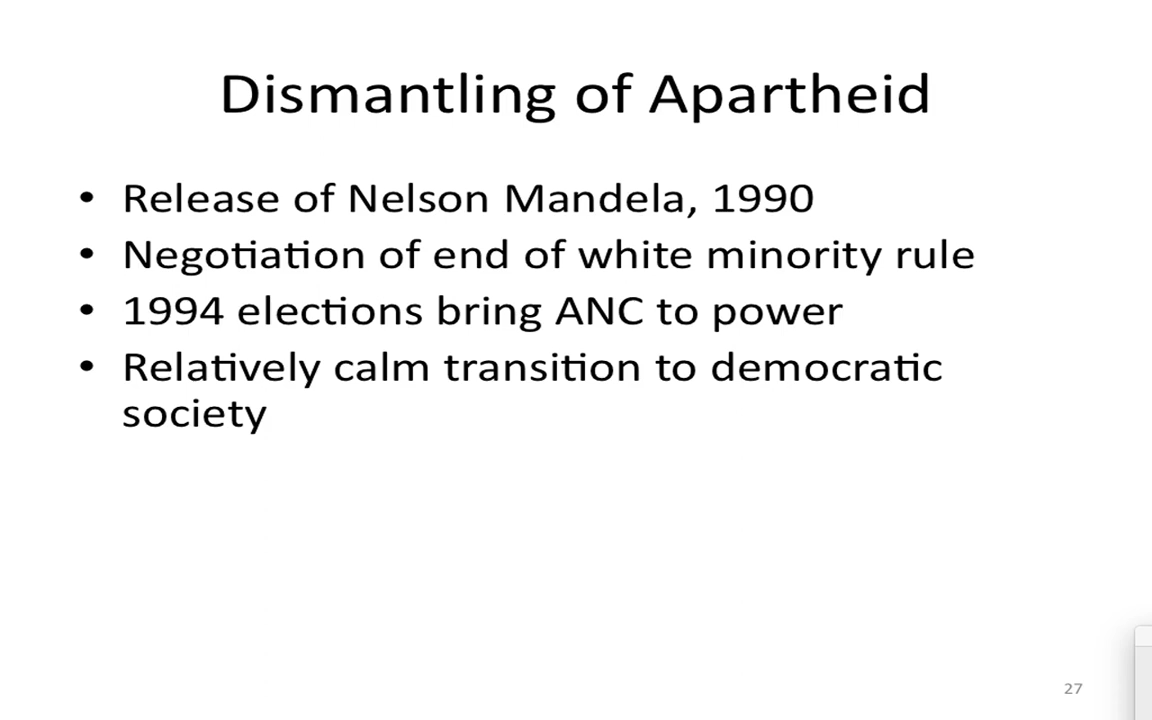 Dismantling of Apartheid
• Release of Nelson Mandela, 1990
• Negotiation of end of white minority rule
• 1994 elections bring ANC to power
• Relatively calm transition to democratic
society
27